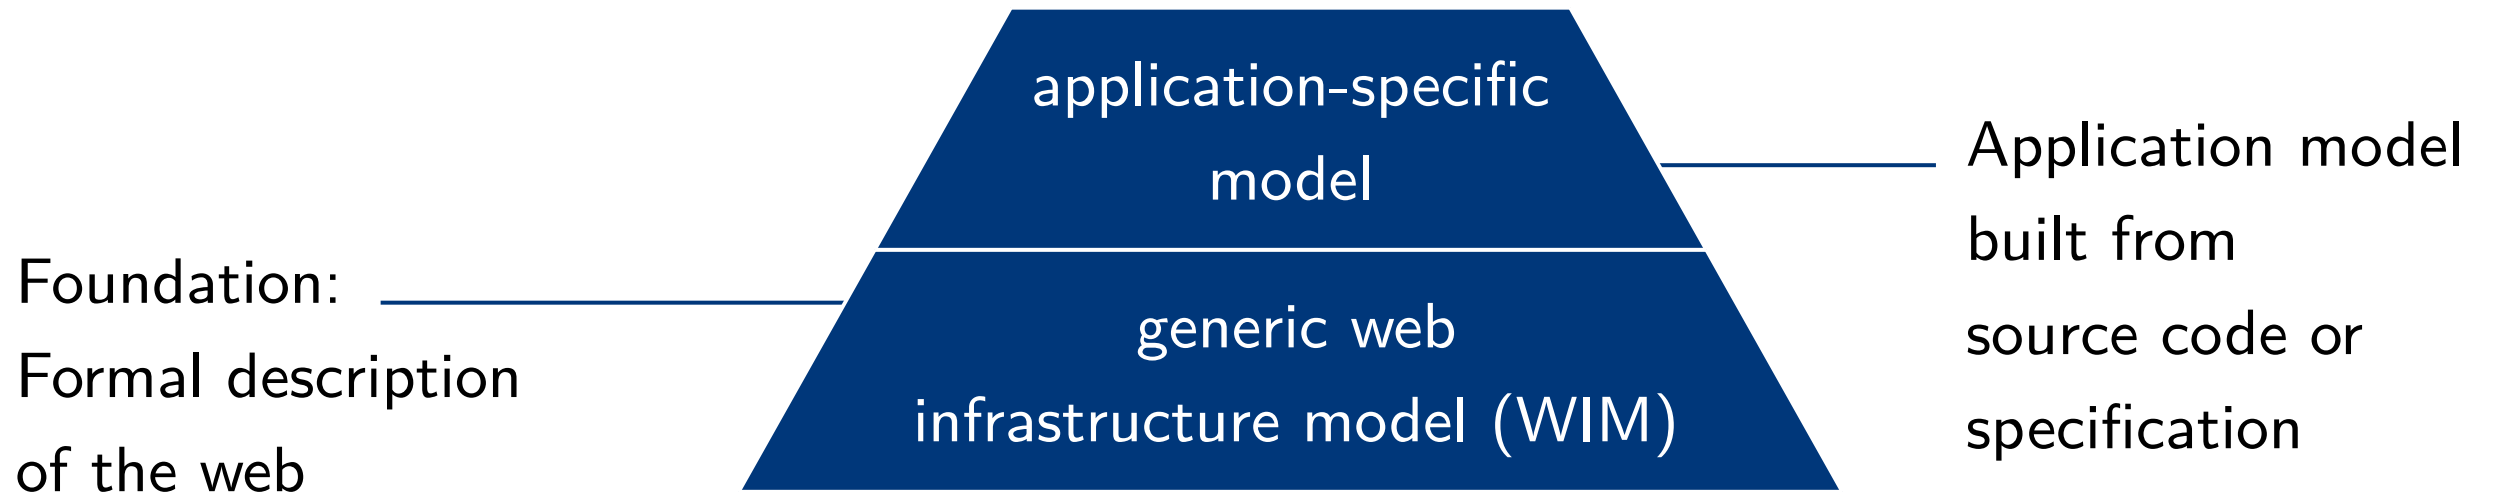 application-specific
model
Application model
built from
source code or
specification
Foundation:
Formal description
of the web
generic web
infrastructure model (WIM)